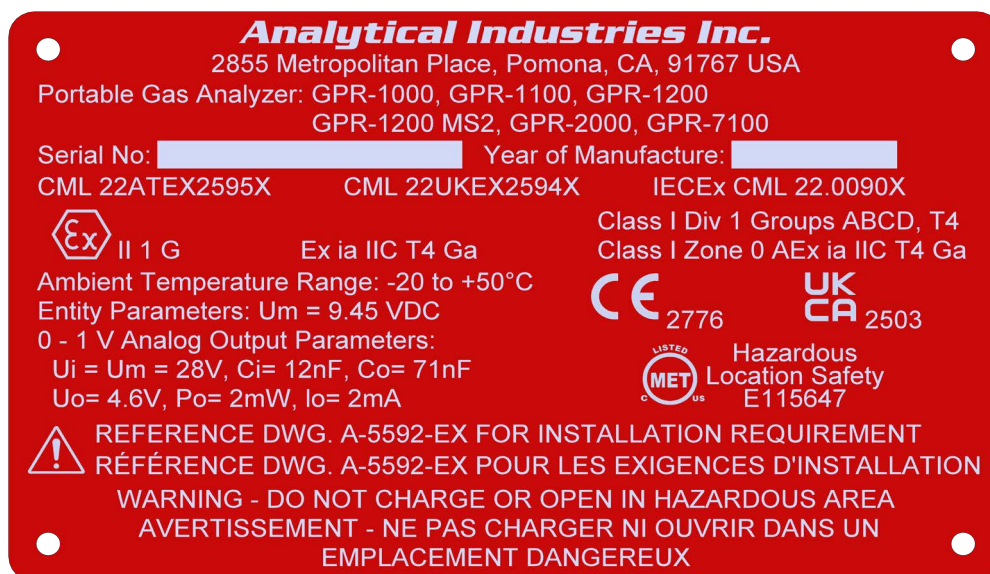 Analytical Industries Inc.
2855 Metropolitan Place, Pomona, CA, 91767 USA
Portable Gas Analyzer: GPR-1000, GPR-1100, GPR-1200
GPR-1200 MS2, GPR-2000, GPR-7100
Serial No: Year of Manufacture:
CML 22ATEX2595X CML 22UKEX2594X IECEx CML 22.0090X
Class I Div 1 Groups ABCD, T4
Ex II 1 G Ex ia IIC T4 Ga Class I Zone 0 AEx ia IIC T4 Ga
Ambient Temperature Range: -20 to +50°C
Entity Parameters: Um = 9.45 VDC
CE 2776 UK CA 2503
0 - 1 V Analog Output Parameters:
Ui = Um = 28V, Ci= 12nF, Co= 71nF
Uo= 4.6V, Po= 2mW, Io= 2mA
LISTED MET C US
Hazardous
Location Safety
E115647
REFERENCE DWG. A-5592-EX FOR INSTALLATION REQUIREMENT
RÉFÉRENCE DWG. A-5592-EX POUR LES EXIGENCES D'INSTALLATION
WARNING - DO NOT CHARGE OR OPEN IN HAZARDOUS AREA
AVERTISSEMENT - NE PAS CHARGER NI OUVRIR DANS UN
EMPLACEMENT DANGEREUX